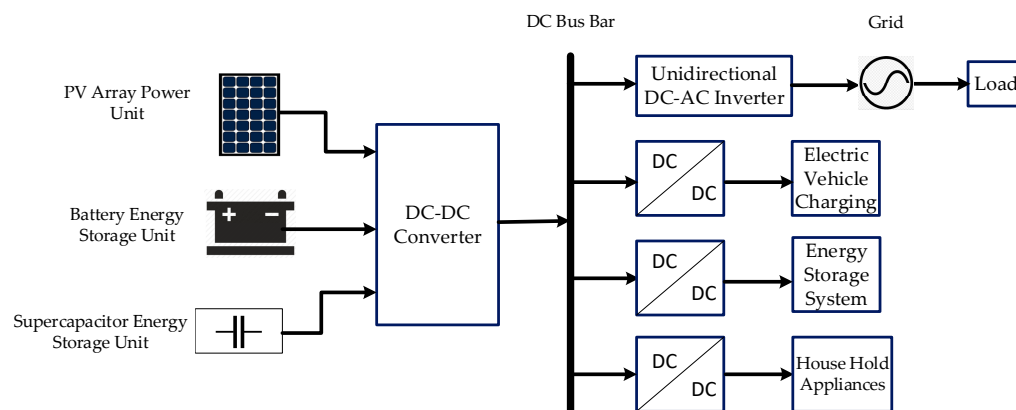 DC Bus Bar
Grid
PV Array Power
Unit
Unidirectional
DC-AC Inverter
Load
Battery Energy
Storage Unit
+ −
DC-DC
Converter
DC
DC
Electric
Vehicle
Charging
DC
DC
Energy
Storage
System
Supercapacitor Energy
Storage Unit
DC
DC
House Hold
Appliances